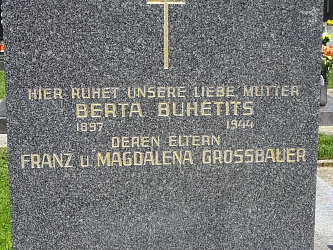 HIER RUHET UNSERE LIEBE MUTTER
BERTA BUHETITS
1897 1944
DEREN ELTERN
FRANZ u. MAGDALENA GROSSBAUER